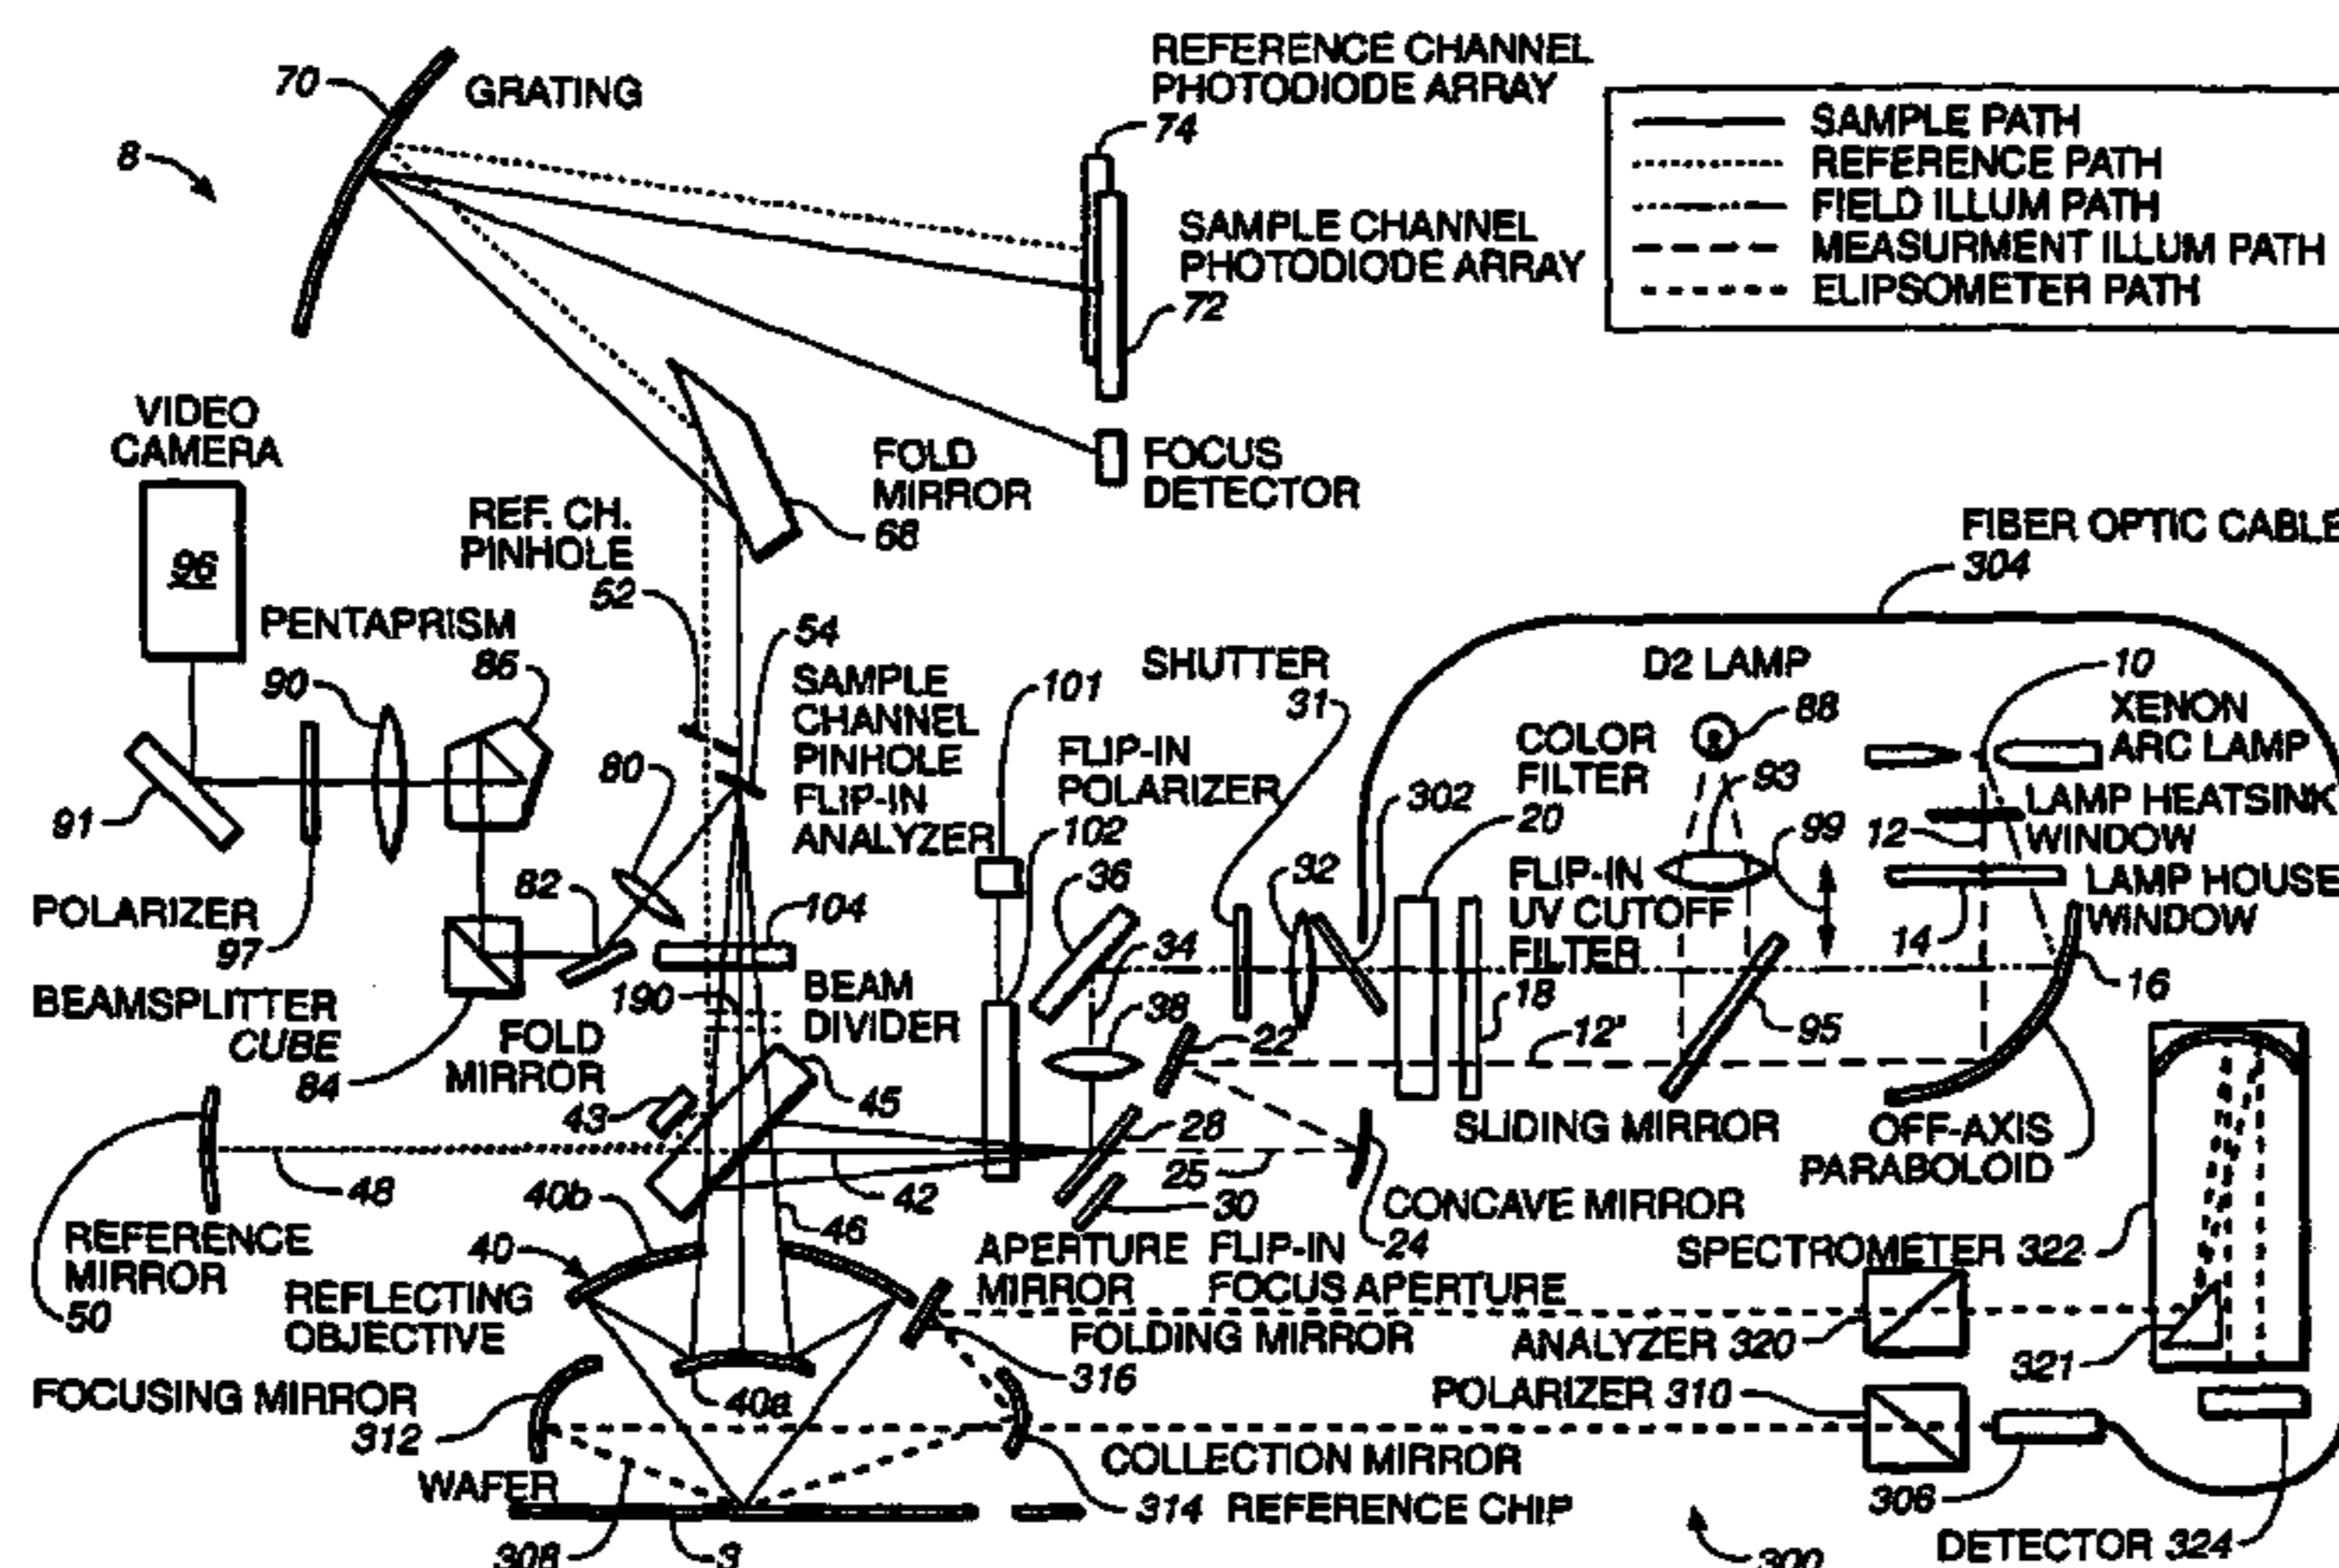 70
GRATING
8
REFERENCE CHANNEL
PHOTODIODE ARRAY
74
SAMPLE CHANNEL
PHOTODIODE ARRAY
72
SAMPLE PATH
REFERENCE PATH
FIELD ILLUM PATH
MEASURMENT ILLUM PATH
ELIPSOMETER PATH
VIDEO
CAMERA
96
FOLD
MIRROR
68
FOCUS
DETECTOR
REF. CH.
PINHOLE
52
FIBER OPTIC CABLE
304
PENTAPRISM
86
90
91
POLARIZER
97
BEAMSPLITTER
CUBE
84
54
SAMPLE
CHANNEL
PINHOLE
FLIP-IN
ANALYZER
80
82
104
190
BEAM
DIVIDER
FOLD
MIRROR
43
45
101
FLIP-IN
POLARIZER
102
SHUTTER
31
36
34
38
32
302
COLOR
FILTER
20
D2 LAMP
88
93
99
FLIP-IN
UV CUTOFF
FILTER
18
12'
95
SLIDING MIRROR
10
XENON
ARC LAMP
LAMP HEATSINK
WINDOW
12
LAMP HOUSE
WINDOW
14
16
OFF-AXIS
PARABOLOID
22
28
25
30
CONCAVE MIRROR
24
48
42
46
40b
40
REFERENCE
MIRROR
50
REFLECTING
OBJECTIVE
40a
APERTURE
MIRROR
FLIP-IN
FOCUS APERTURE
FOLDING MIRROR
316
SPECTROMETER 322
ANALYZER 320
321
POLARIZER 310
FOCUSING MIRROR
312
COLLECTION MIRROR
314
REFERENCE CHIP
WAFER
308
3
306
DETECTOR 324
300